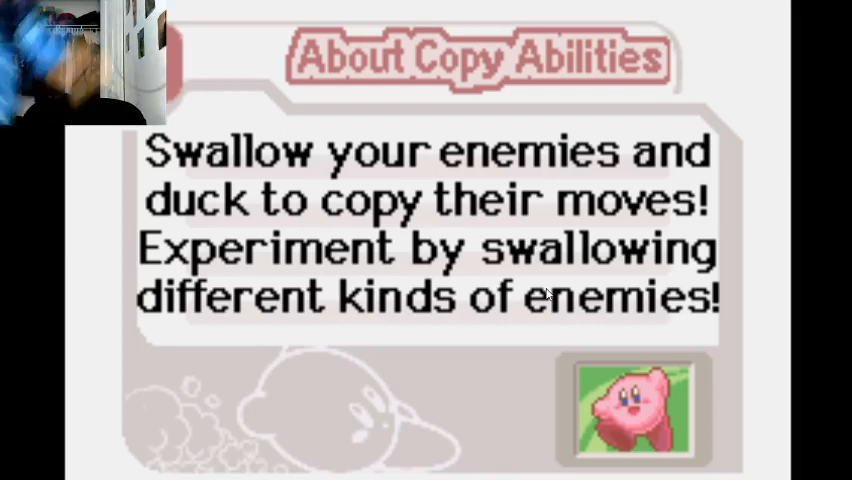 About Copy Abilities
Swallow your enemies and
duck to copy their moves!
Experiment by swallowing
different kinds of enemies!